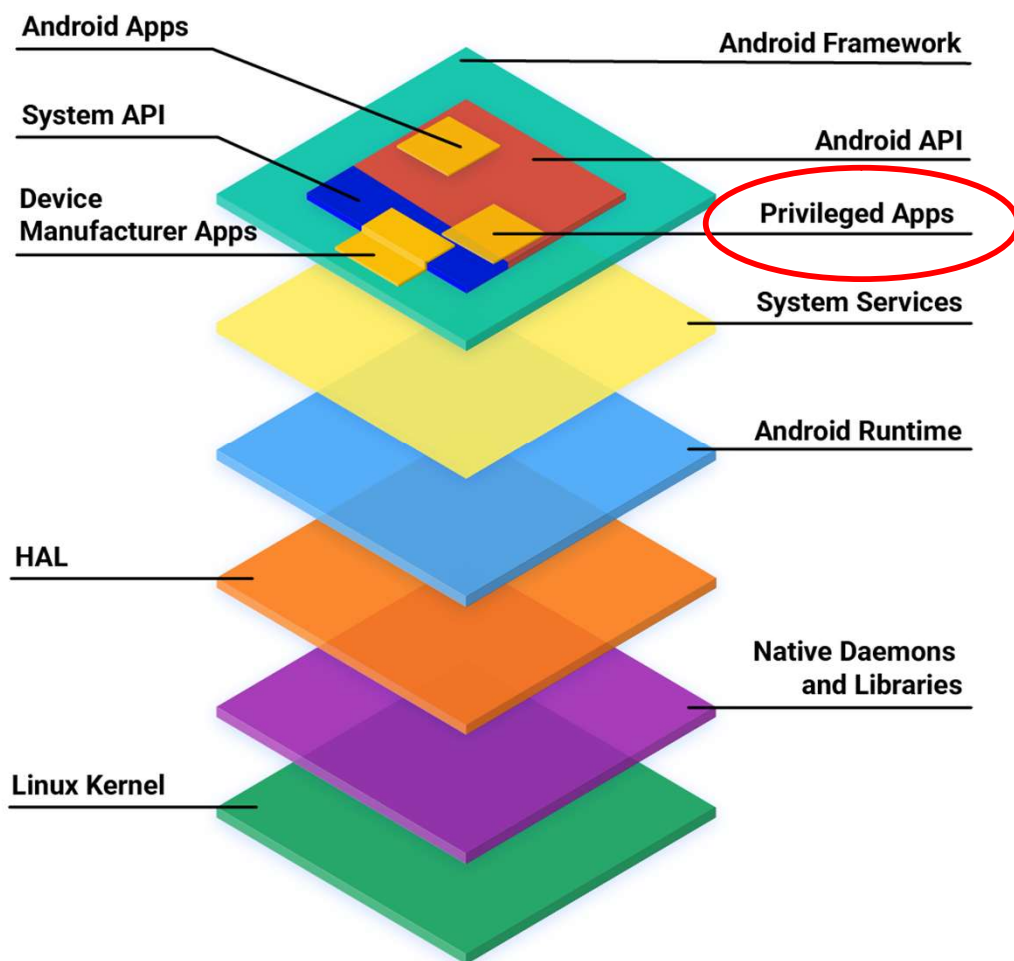 Android Apps
Android Framework
System API
Android API
Device
Manufacturer Apps
Privileged Apps
System Services
Android Runtime
HAL
Native Daemons
and Libraries
Linux Kernel